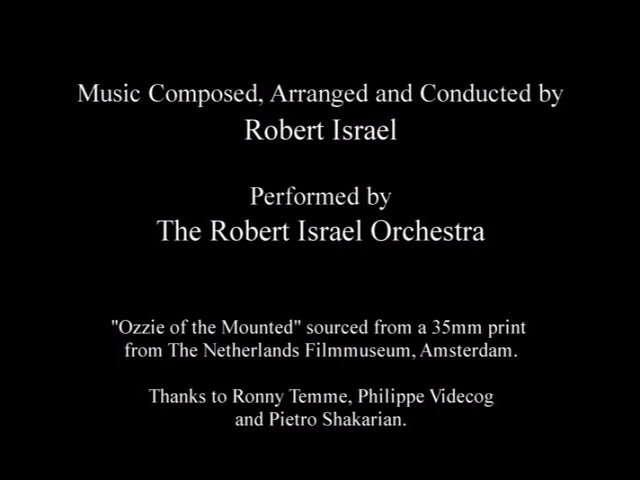 Music Composed, Arranged and Conducted by
Robert Israel
Performed by
The Robert Israel Orchestra
"Ozzie of the Mounted" sourced from a 35mm print
from The Netherlands Filmmuseum, Amsterdam.
Thanks to Ronny Temme, Philippe Videcog
and Pietro Shakarian.